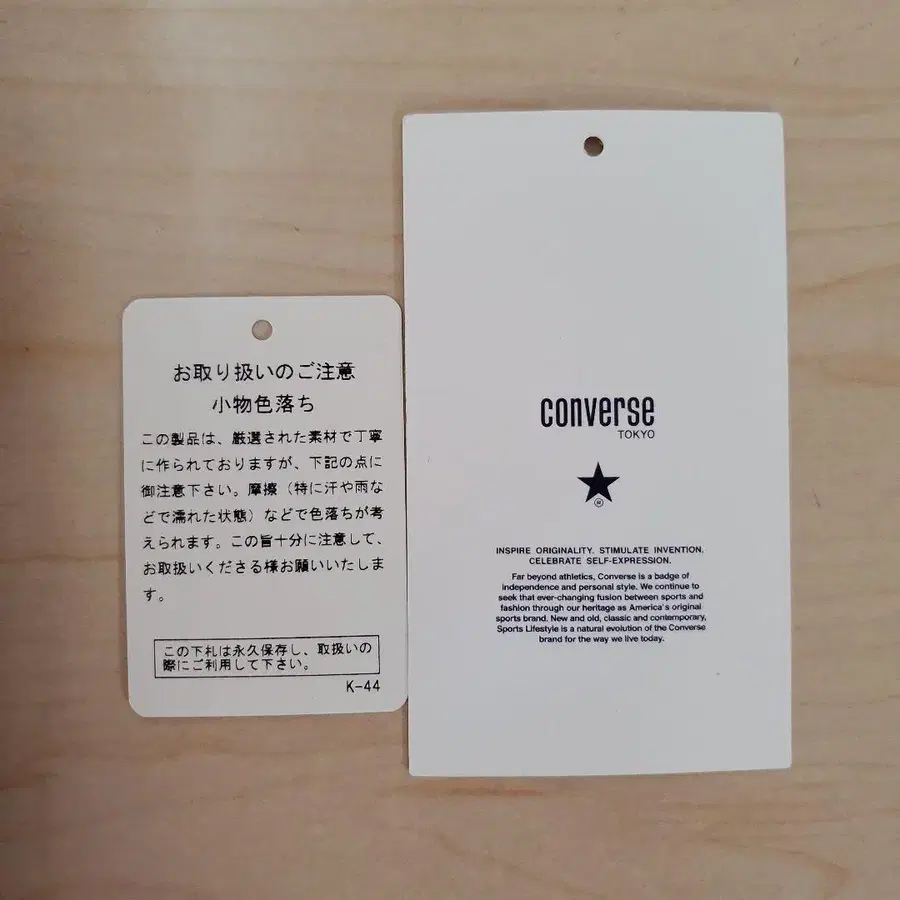 お取り扱いのご注意
小物色落ち
この製品は、厳選された素材で丁寧
に作られておりますが、下記の点に
御注意下さい。摩擦（特に汗や雨な
どで濡れた状態）などで色落ちが考
えられます。この旨十分に注意して、
お取扱いくださる様お願いいたしま
す。
この下札は永久保存し、取扱いの
際にご利用して下さい。
K-44
converse
TOKYO
®
INSPIRE ORIGINALITY. STIMULATE INVENTION.
CELEBRATE SELF-EXPRESSION.
Far beyond athletics, Converse is a badge of
independence and personal style. We continue to
seek that ever-changing fusion between sports and
fashion through our heritage as America's original
sports brand. New and old, classic and contemporary,
Sports Lifestyle is a natural evolution of the Converse
brand for the way we live today.